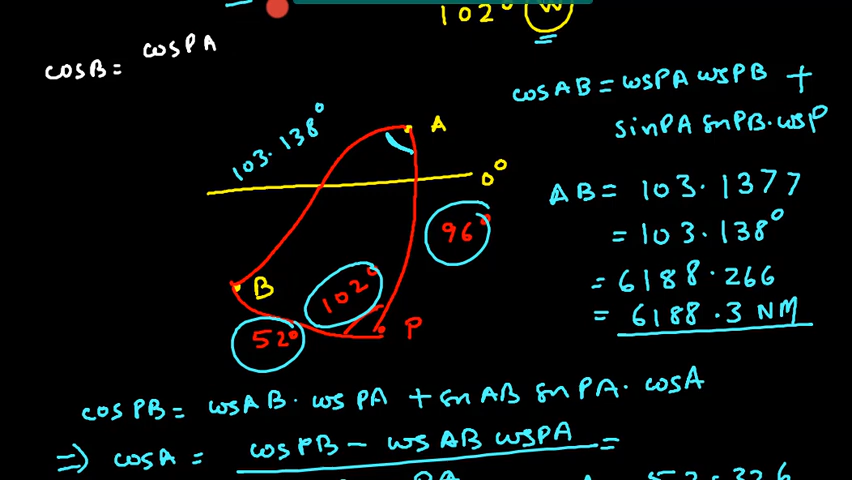 102° W
cosB = cosPA
cosAB = cosPA cosPB +
sinPA sinPB. cosP
103.138°
A
0°
AB = 103.1377
= 103.138°
96°
= 6188.266
B
102°
= 6188.3 NM
52°
P
cosPB = cosAB. cosPA + sinAB sinPA. cosA
=> cosA = cosPB - cosAB cosPA =